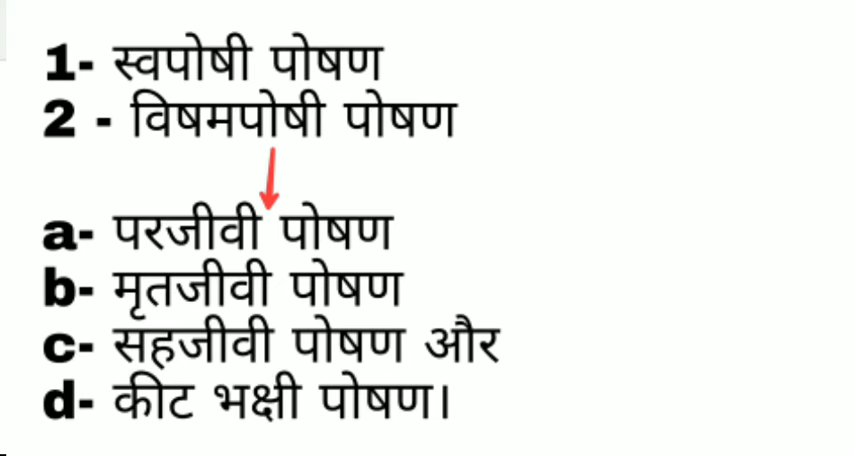 1- स्वपोषी पोषण
2 - विषमपोषी पोषण
a- परजीवी पोषण
b- मृतजीवी पोषण
c- सहजीवी पोषण और
d- कीट भक्षी पोषण।